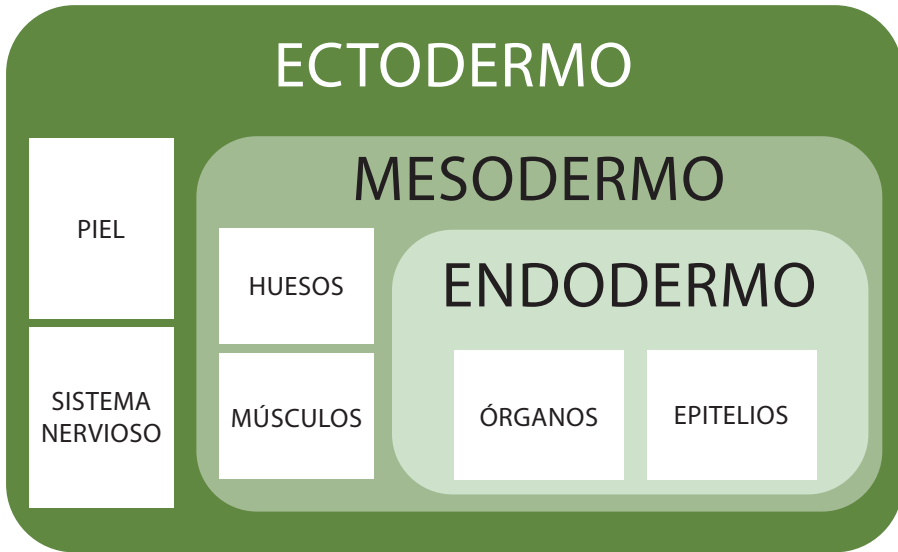 ECTODERMO
MESODERMO
PIEL
HUESOS
ENDODERMO
SISTEMA
NERVIOSO
MÚSCULOS
ÓRGANOS
EPITELIOS